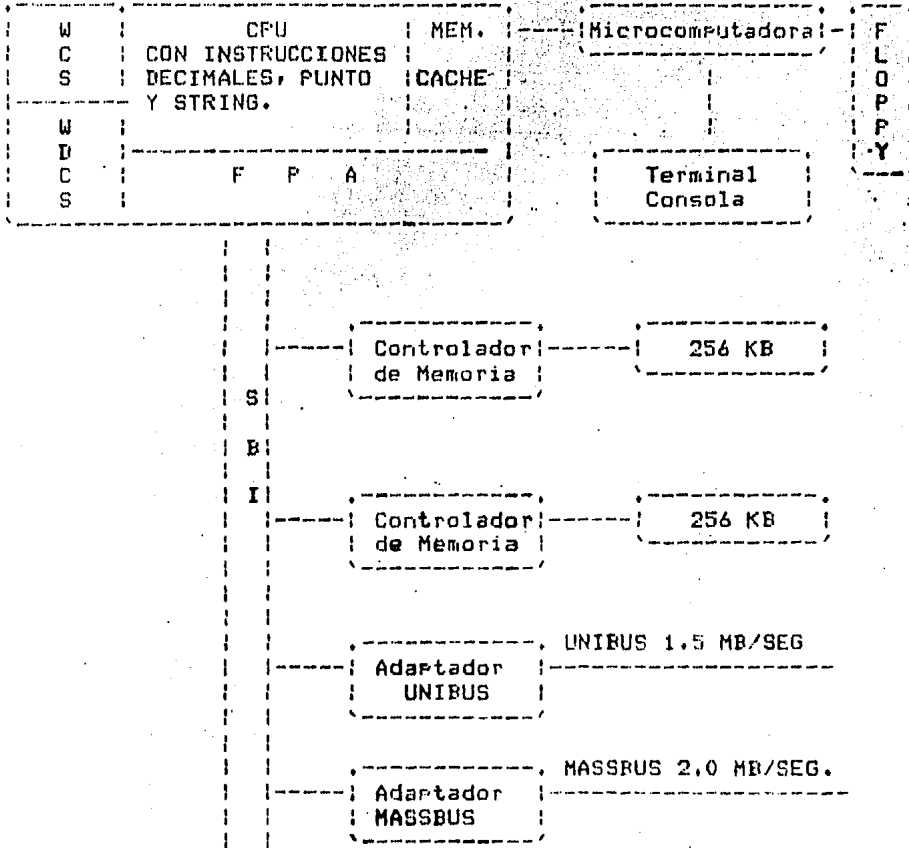 W C S
CPU
CON INSTRUCCIONES
DECIMALES, PUNTO
Y STRING.
MEM.
CACHE
Microcomputadora
FLOPPY
W D C S
F P A
Terminal
Consola
S B I
Controlador
de Memoria
256 KB
Controlador
de Memoria
256 KB
Adaptador
UNIBUS
UNIBUS 1.5 MB/SEG
Adaptador
MASSBUS
MASSBUS 2.0 MB/SEG.